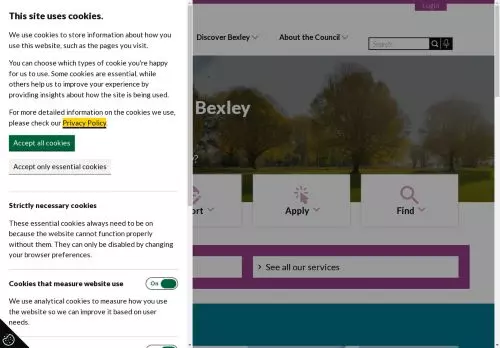 This site uses cookies.
We use cookies to store information about how you
use this website, such as the pages you visit.
You can choose which types of cookie you're happy
for us to use. Some cookies are essential, while
others help us to improve your experience by
providing insights about how the site is being used.
For more detailed information on the cookies we use,
please check our Privacy Policy
Accept all cookies
Accept only essential cookies
Strictly necessary cookies
These essential cookies always need to be on
because the website cannot function properly
without them. They can only be disabled by changing
your browser preferences.
Cookies that measure website use
On
We use analytical cookies to measure how you use
the website so we can improve it based on user
needs.
Login
Discover Bexley
About the Council
Search
Bexley
?
ort
Apply
Find
See all our services